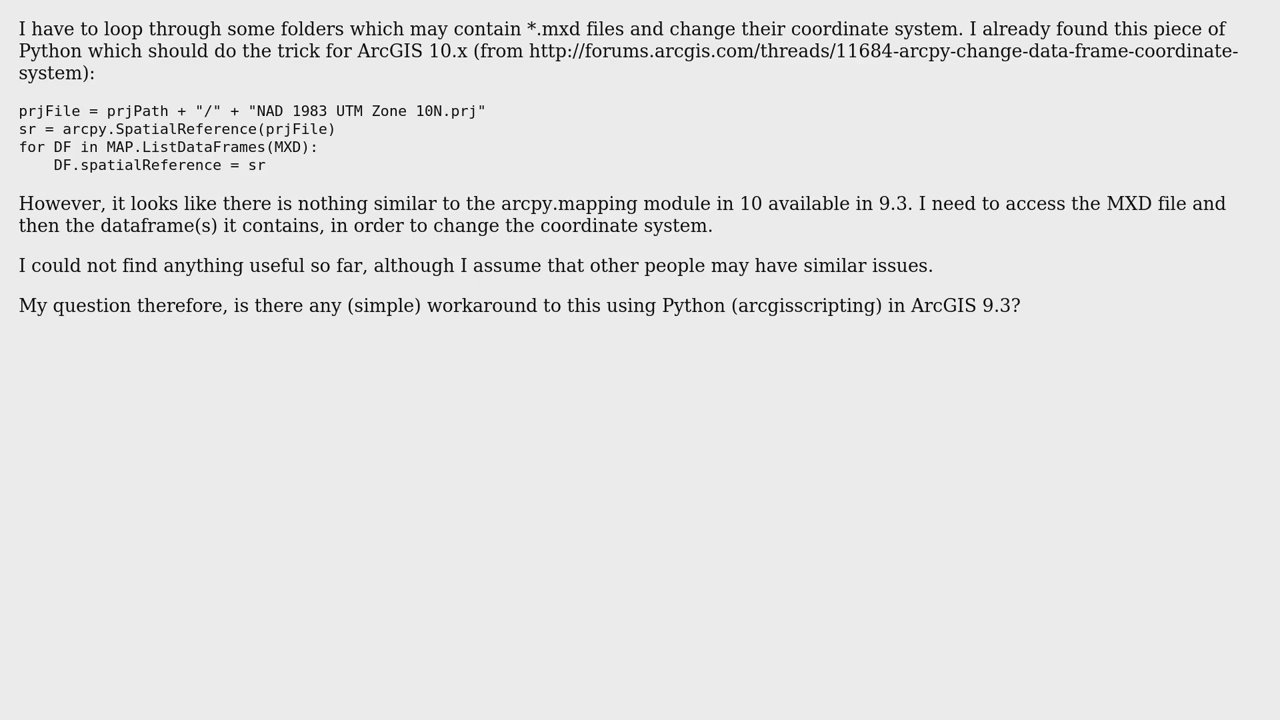 I have to loop through some folders which may contain *.mxd files and change their coordinate system. I already found this piece of
Python which should do the trick for ArcGIS 10.x (from http://forums.arcgis.com/threads/11684-arcpy-change-data-frame-coordinate-
system):
prjFile = prjPath + "/" + "NAD 1983 UTM Zone 10N.prj"
sr = arcpy.SpatialReference(prjFile)
for DF in MAP.ListDataFrames(MXD):
    DF.spatialReference = sr
However, it looks like there is nothing similar to the arcpy.mapping module in 10 available in 9.3. I need to access the MXD file and
then the dataframe(s) it contains, in order to change the coordinate system.
I could not find anything useful so far, although I assume that other people may have similar issues.
My question therefore, is there any (simple) workaround to this using Python (arcgisscripting) in ArcGIS 9.3?